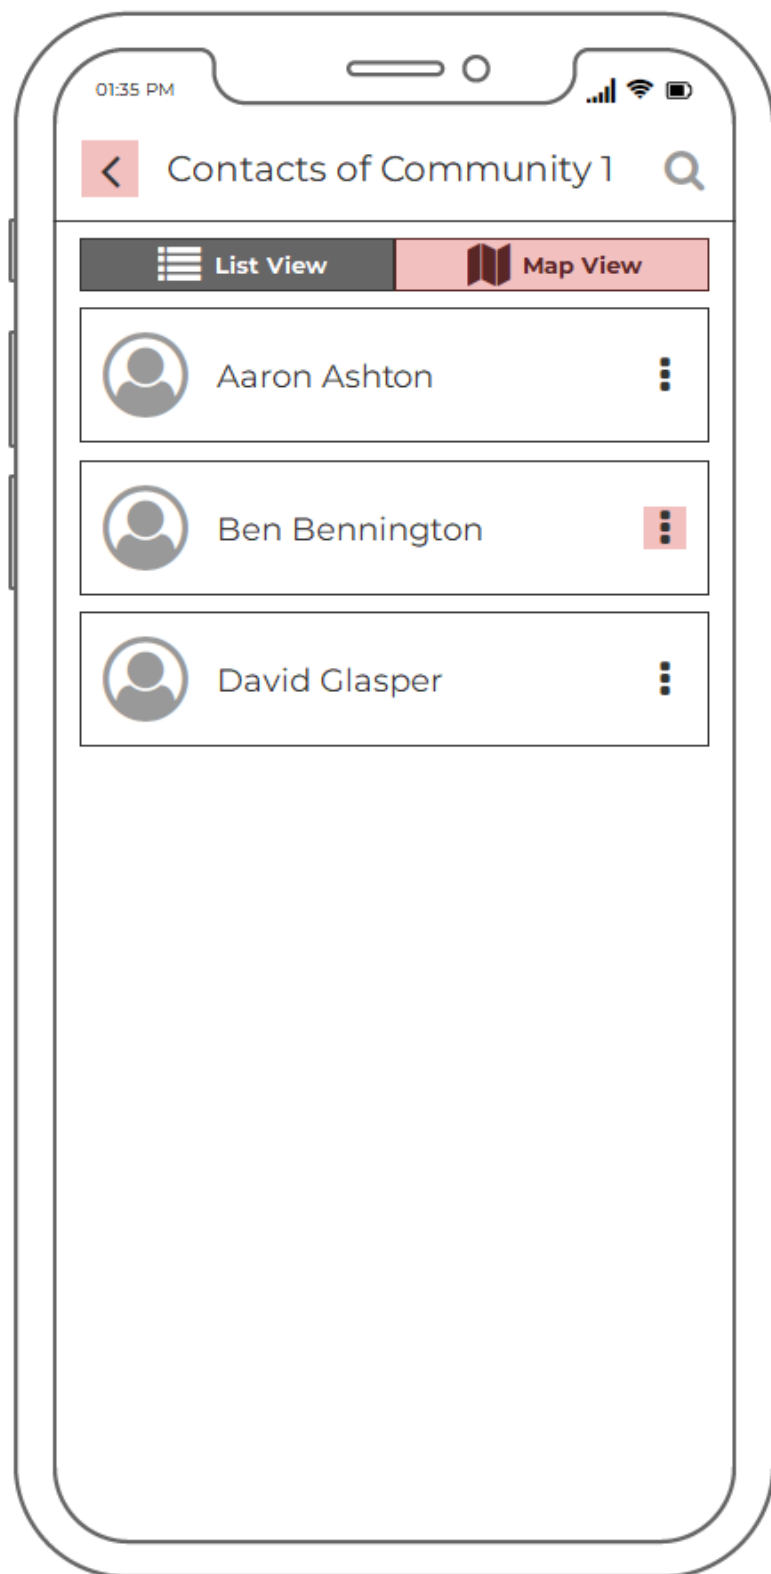 01:35 PM
Contacts of Community 1
List View
Map View
Aaron Ashton
Ben Bennington
David Glasper